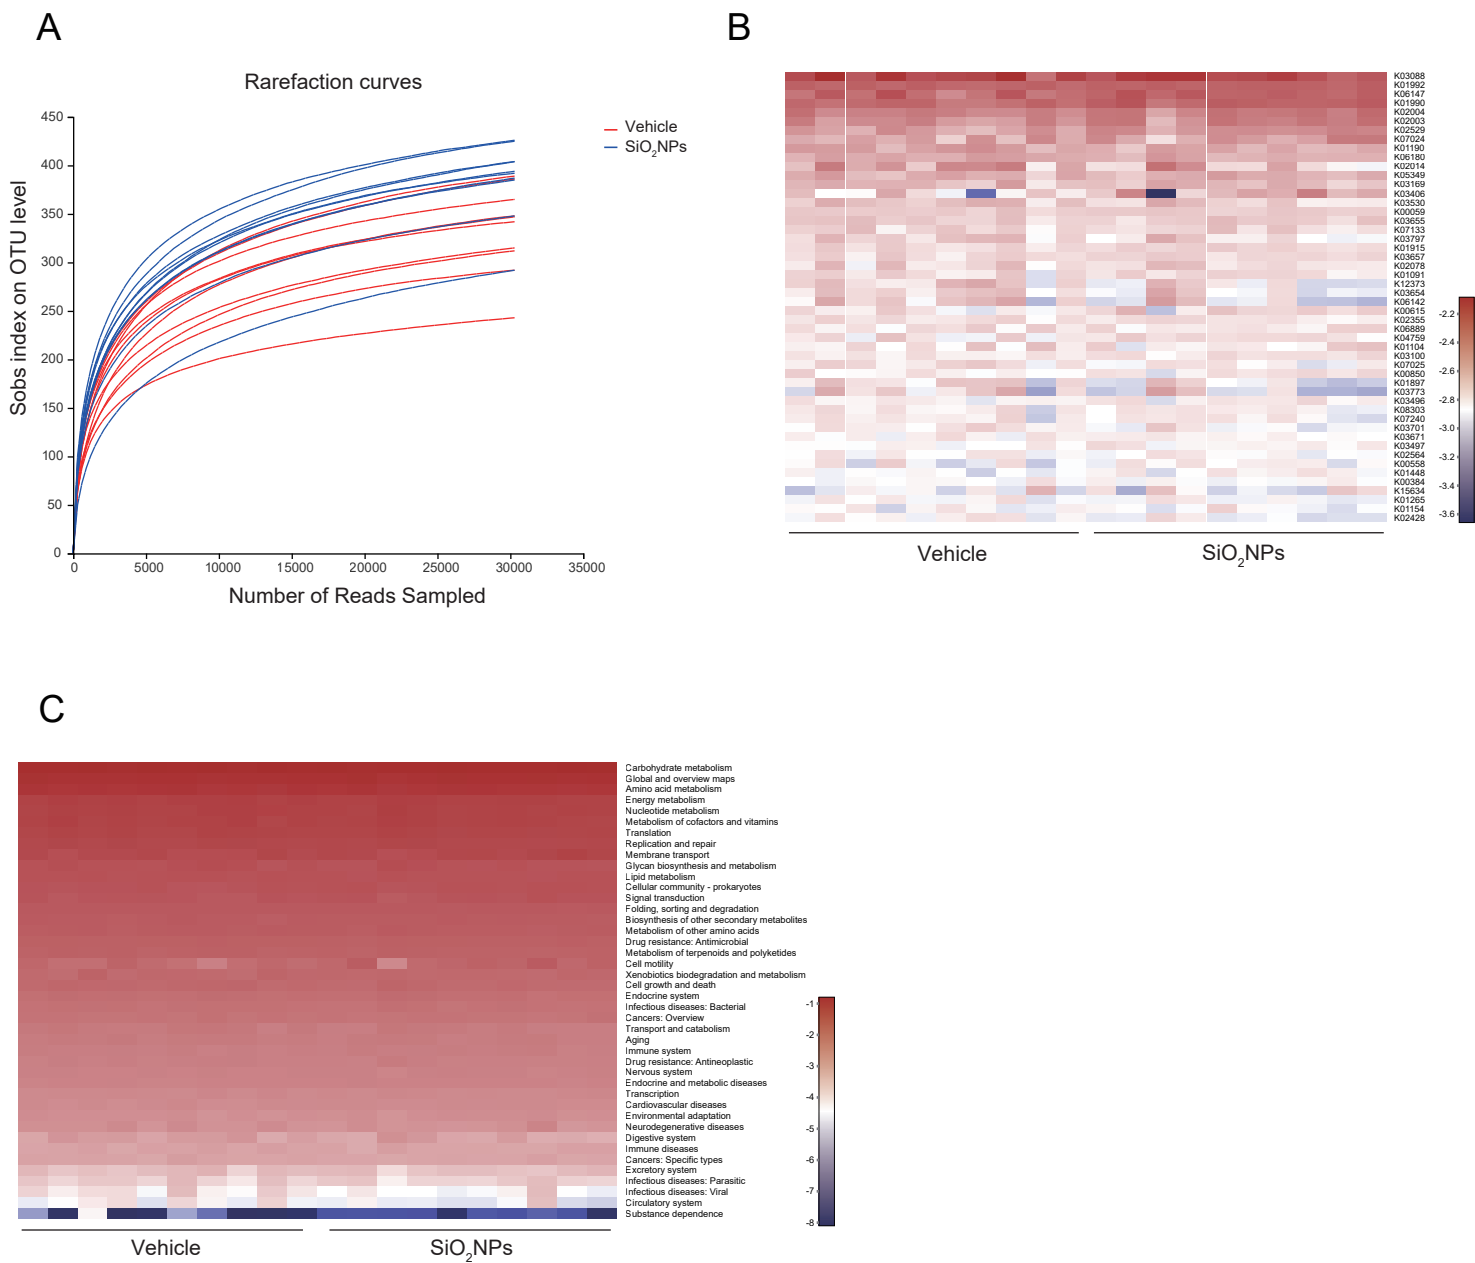 A
Rarefaction curves
450
400
350
300
250
200
150
100
50
0
Sobs index on OTU level
0 5000 10000 15000 20000 25000 30000 35000
Number of Reads Sampled
Vehicle
SiO2NPs
B
K03088
K01992
K06147
K01990
K02004
K02003
K02529
K07024
K01190
K06180
K02014
K05349
K03169
K03406
K03530
K00059
K03655
K07133
K03797
K01915
K03657
K02078
K01091
K12373
K03654
K06142
K00615
K02355
K06889
K04759
K01104
K03100
K07025
K00850
K01897
K03773
K03496
K08303
K07240
K03701
K03671
K03497
K02564
K00558
K01448
K00384
K15634
K01265
K01154
K02428
-2.2
-2.4
-2.6
-2.8
-3.0
-3.2
-3.4
-3.6
Vehicle SiO2NPs
C
Carbohydrate metabolism
Global and overview maps
Amino acid metabolism
Energy metabolism
Nucleotide metabolism
Metabolism of cofactors and vitamins
Translation
Replication and repair
Membrane transport
Glycan biosynthesis and metabolism
Lipid metabolism
Cellular community - prokaryotes
Signal transduction
Folding, sorting and degradation
Biosynthesis of other secondary metabolites
Metabolism of other amino acids
Drug resistance: Antimicrobial
Metabolism of terpenoids and polyketides
Cell motility
Xenobiotics biodegradation and metabolism
Cell growth and death
Endocrine system
Infectious diseases: Bacterial
Cancers: Overview
Transport and catabolism
Aging
Immune system
Drug resistance: Antineoplastic
Nervous system
Endocrine and metabolic diseases
Transcription
Cardiovascular diseases
Environmental adaptation
Neurodegenerative diseases
Digestive system
Immune diseases
Cancers: Specific types
Excretory system
Infectious diseases: Parasitic
Infectious diseases: Viral
Circulatory system
Substance dependence
-1
-2
-3
-4
-5
-6
-7
-8
Vehicle SiO2NPs